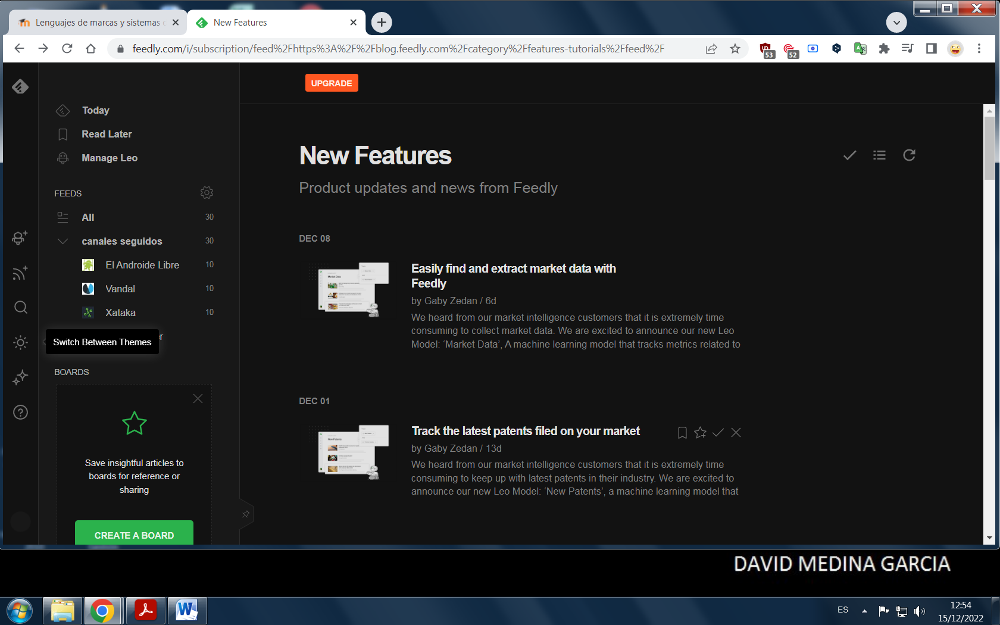 Lenguajes de marcas y sistemas
New Features
feedly.com/i/subscription/feed%2Fhttps%3A%2F%2Fblog.feedly.com%2Fcategory%2Ffeatures-tutorials%2Ffeed%2F
53
52
UPGRADE
Today
Read Later
Manage Leo
FEEDS
All 30
canales seguidos 30
El Androide Libre 10
Vandal 10
Xataka 10
Switch Between Themes
BOARDS
Save insightful articles to
boards for reference or
sharing
CREATE A BOARD
New Features
Product updates and news from Feedly
DEC 08
Market Data
Easily find and extract market data with
Feedly
by Gaby Zedan / 6d
We heard from our market intelligence customers that it is extremely time
consuming to collect market data. We are excited to announce our new Leo
Model: ‘Market Data’, A machine learning model that tracks metrics related to
DEC 01
New Patents
Track the latest patents filed on your market
by Gaby Zedan / 13d
We heard from our market intelligence customers that it is extremely time
consuming to keep up with latest patents in their industry. We are excited to
announce our new Leo Model: ‘New Patents’, a machine learning model that
DAVID MEDINA GARCIA
ES
12:54
15/12/2022